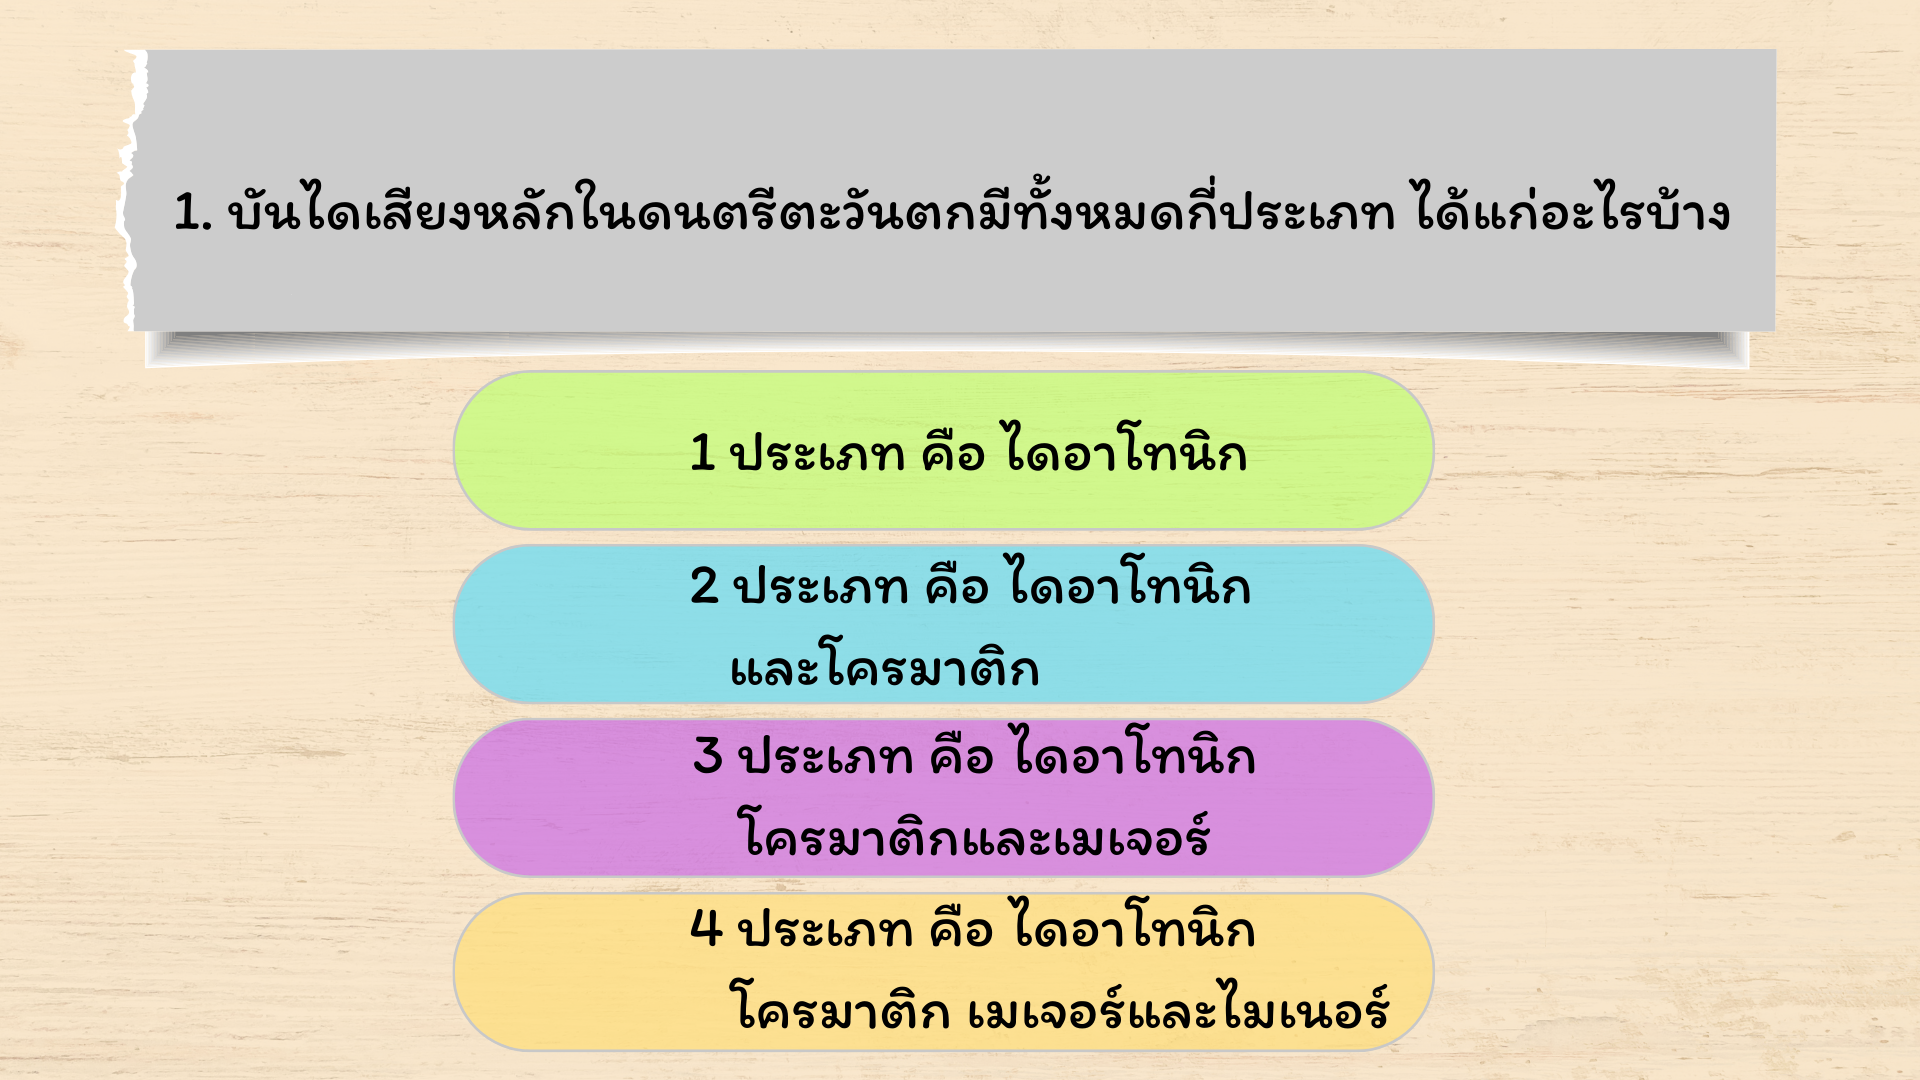 1. บันไดเสียงหลักในดนตรีตะวันตกมีทั้งหมดกี่ประเภท ได้แก่อะไรบ้าง
1 ประเภท คือ ไดอาโทนิก
2 ประเภท คือ ไดอาโทนิก
และโครมาติก
3 ประเภท คือ ไดอาโทนิก
โครมาติกและเมเจอร์
4 ประเภท คือ ไดอาโทนิก
โครมาติก เมเจอร์และไมเนอร์